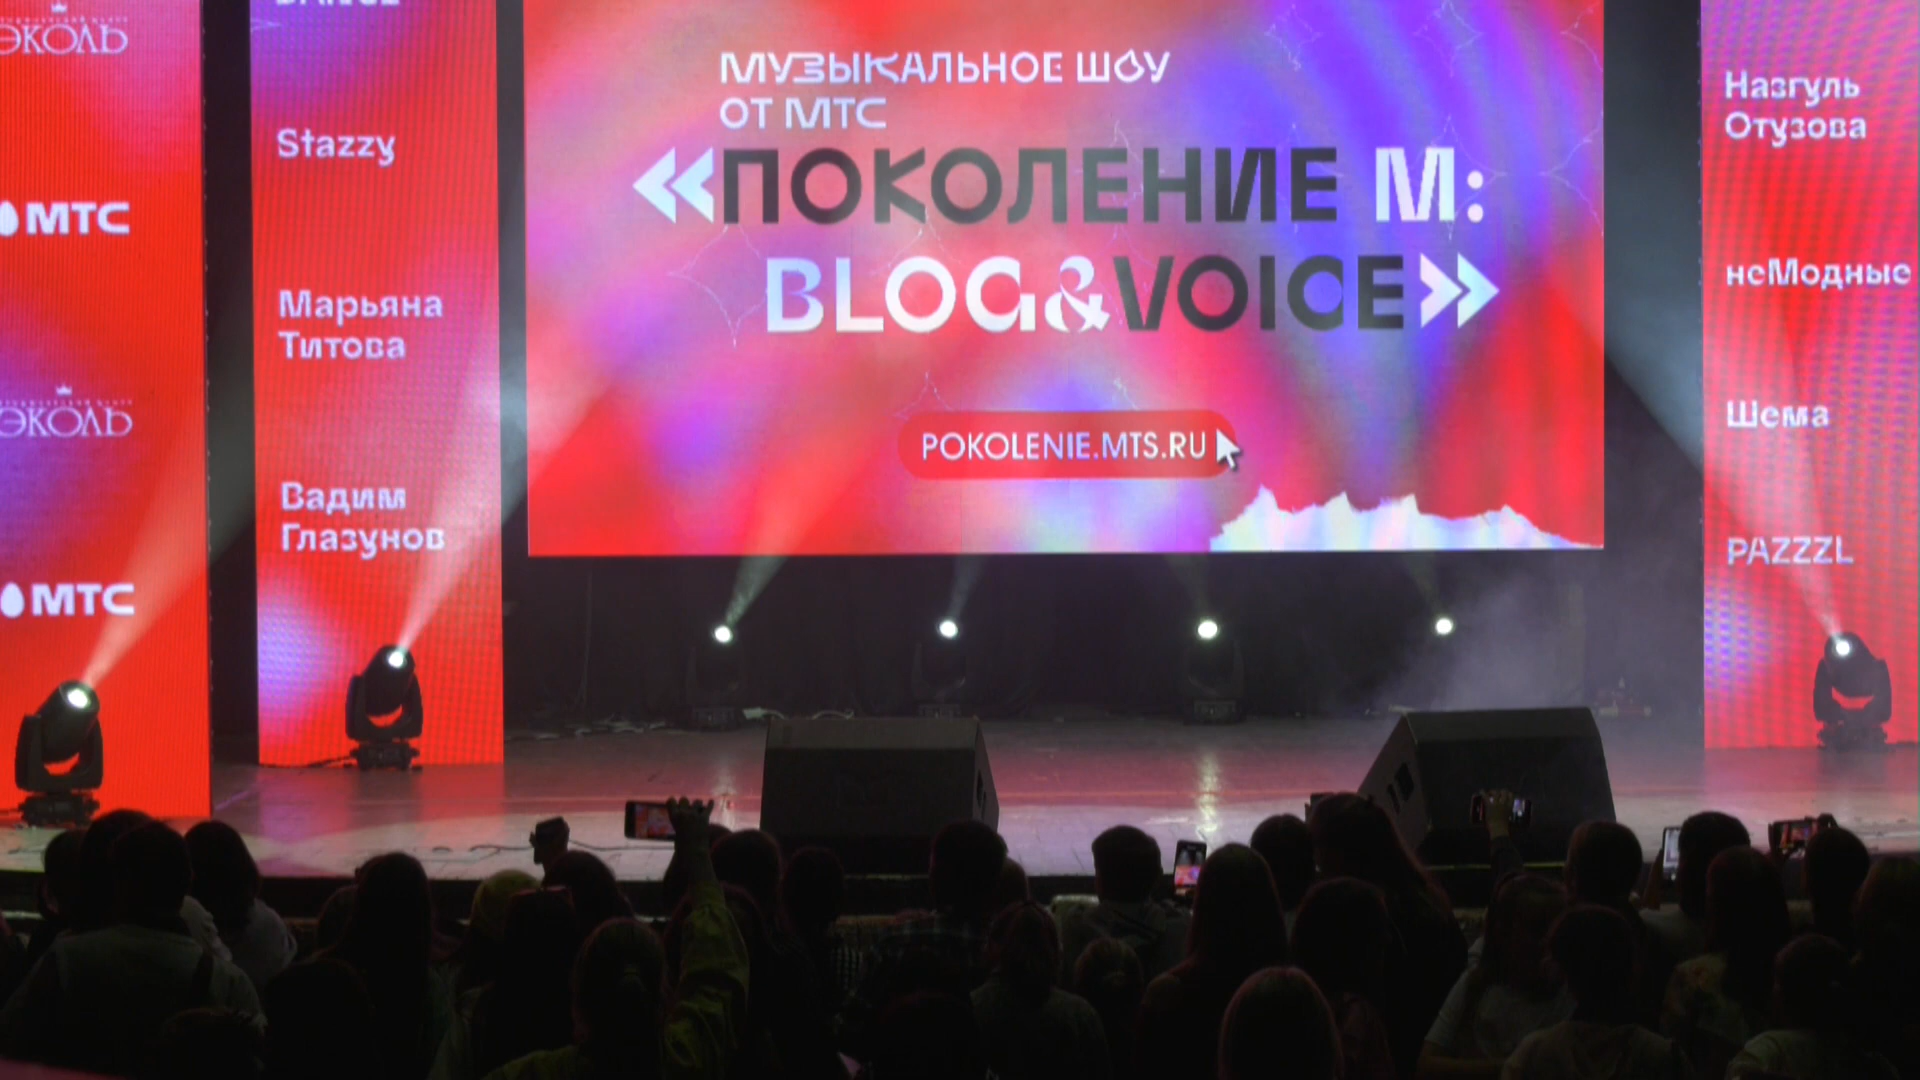 ЭКОЛЬ
МТС
ЭКОЛЬ
МТС
DANCE
Stazzy
Марьяна
Титова
Вадим
Глазунов
МУЗЫКАЛЬНОЕ ШОУ
ОТ МТС
«ПОКОЛЕНИЕ М:
BLOG&VOICE»
POKOLENIE.MTS.RU
Назгуль
Отузова
неМодные
Шема
PAZZZL